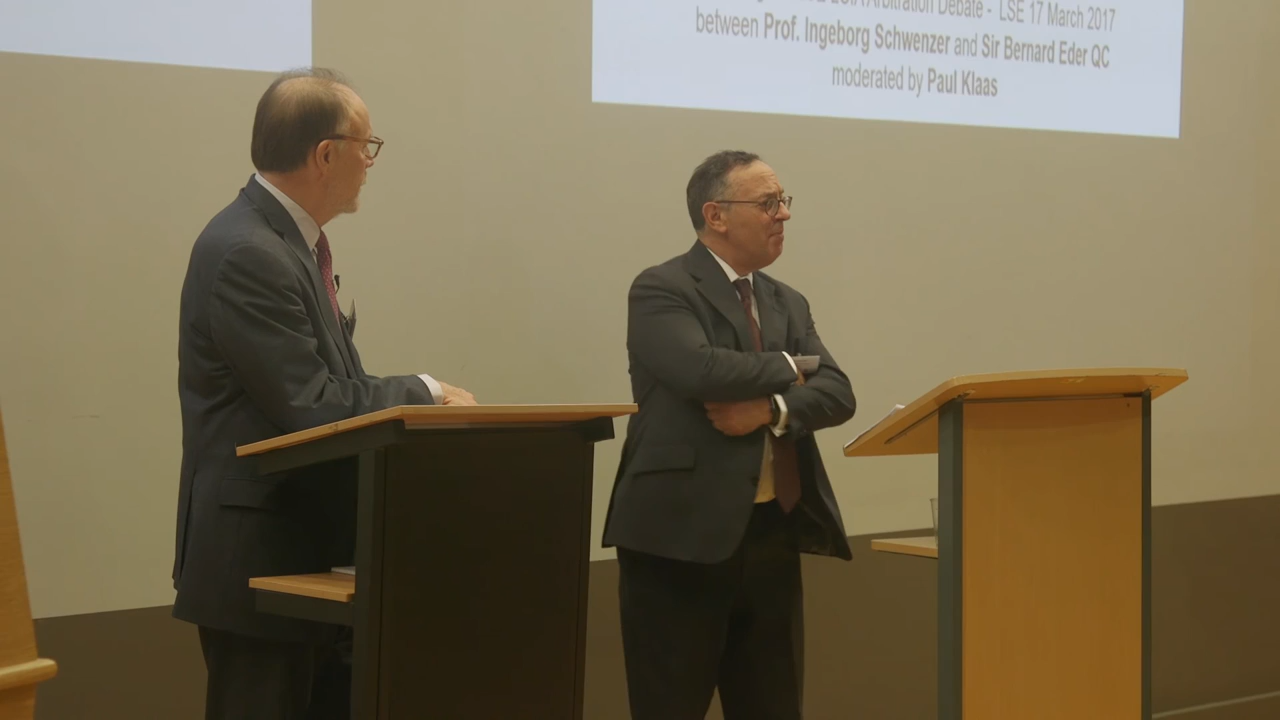 Arbitration Debate - LSE 17 March 2017
between Prof. Ingeborg Schwenzer and Sir Bernard Eder QC
moderated by Paul Klaas